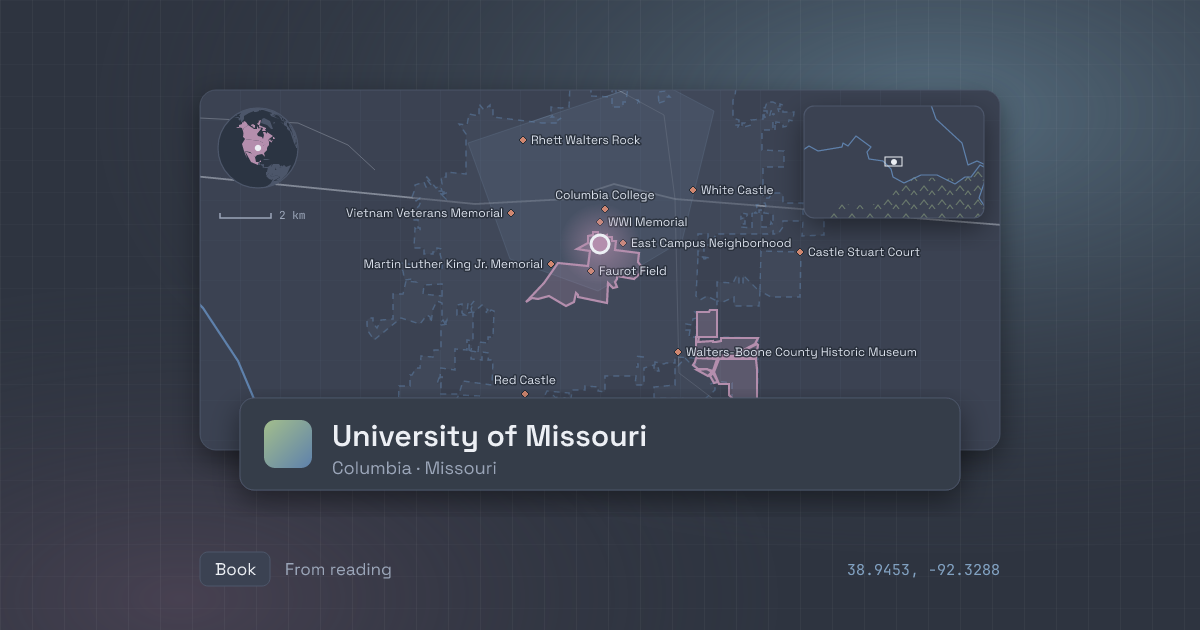 Rhett Walters Rock
White Castle
Columbia College
2 km
Vietnam Veterans Memorial
WWI Memorial
East Campus Neighborhood
Castle Stuart Court
Martin Luther King Jr. Memorial
Faurot Field
Walters-Boone County Historic Museum
Red Castle
University of Missouri
Columbia · Missouri
Book
From reading
38.9453, -92.3288